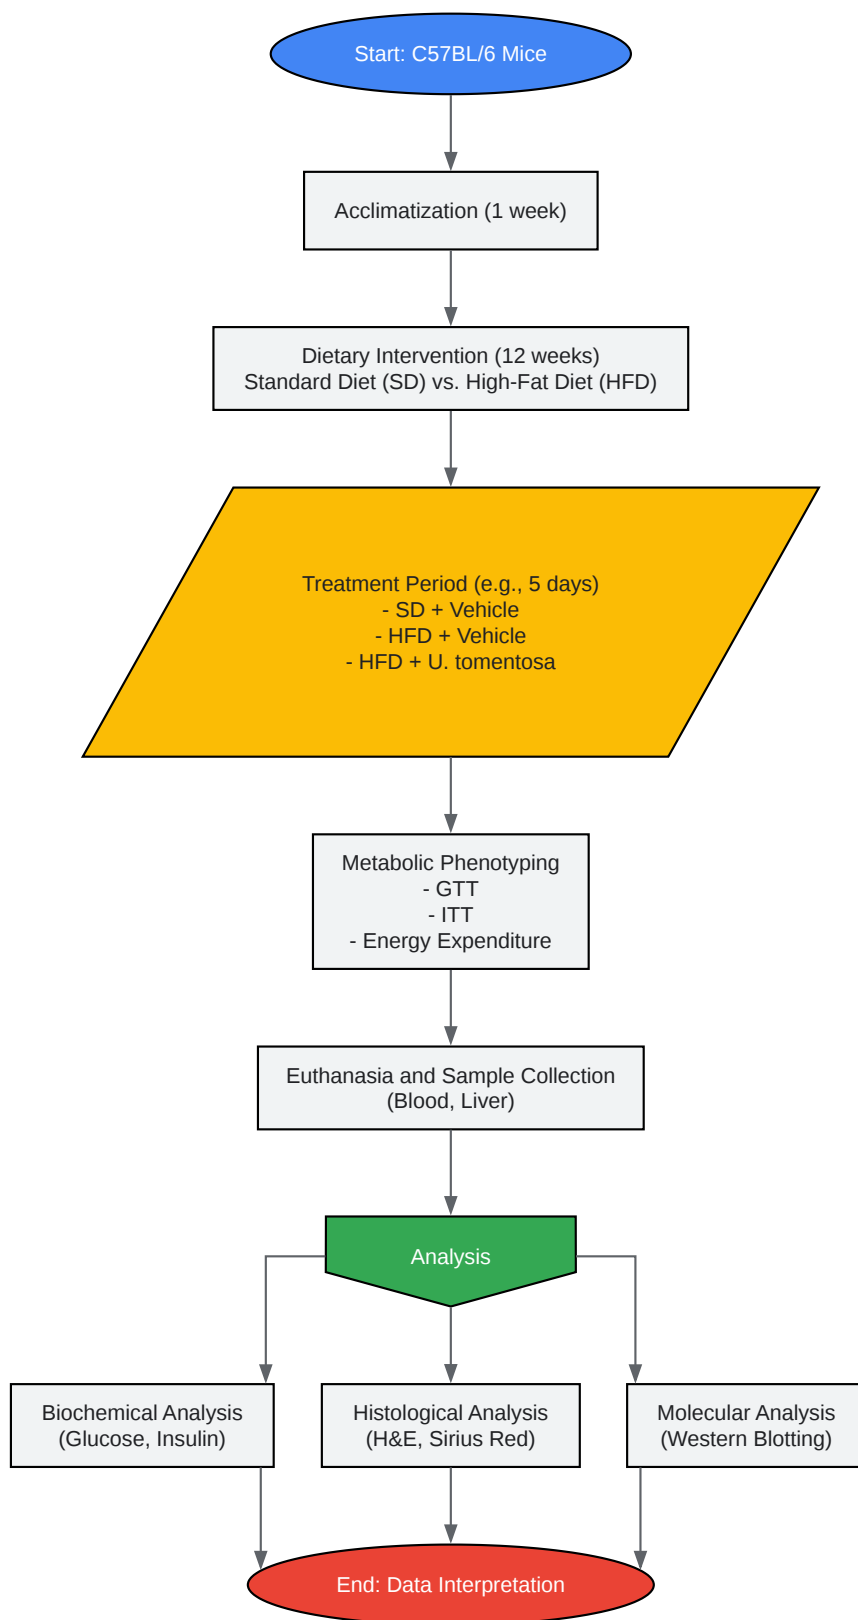 Start: C57BL/6 Mice
Acclimatization (1 week)
Dietary Intervention (12 weeks)
Standard Diet (SD) vs. High-Fat Diet (HFD)
Treatment Period (e.g., 5 days)
- SD + Vehicle
- HFD + Vehicle
- HFD + U. tomentosa
Metabolic Phenotyping
- GTT
- ITT
- Energy Expenditure
Euthanasia and Sample Collection
(Blood, Liver)
Analysis
Biochemical Analysis
(Glucose, Insulin)
Histological Analysis
(H&E, Sirius Red)
Molecular Analysis
(Western Blotting)
End: Data Interpretation